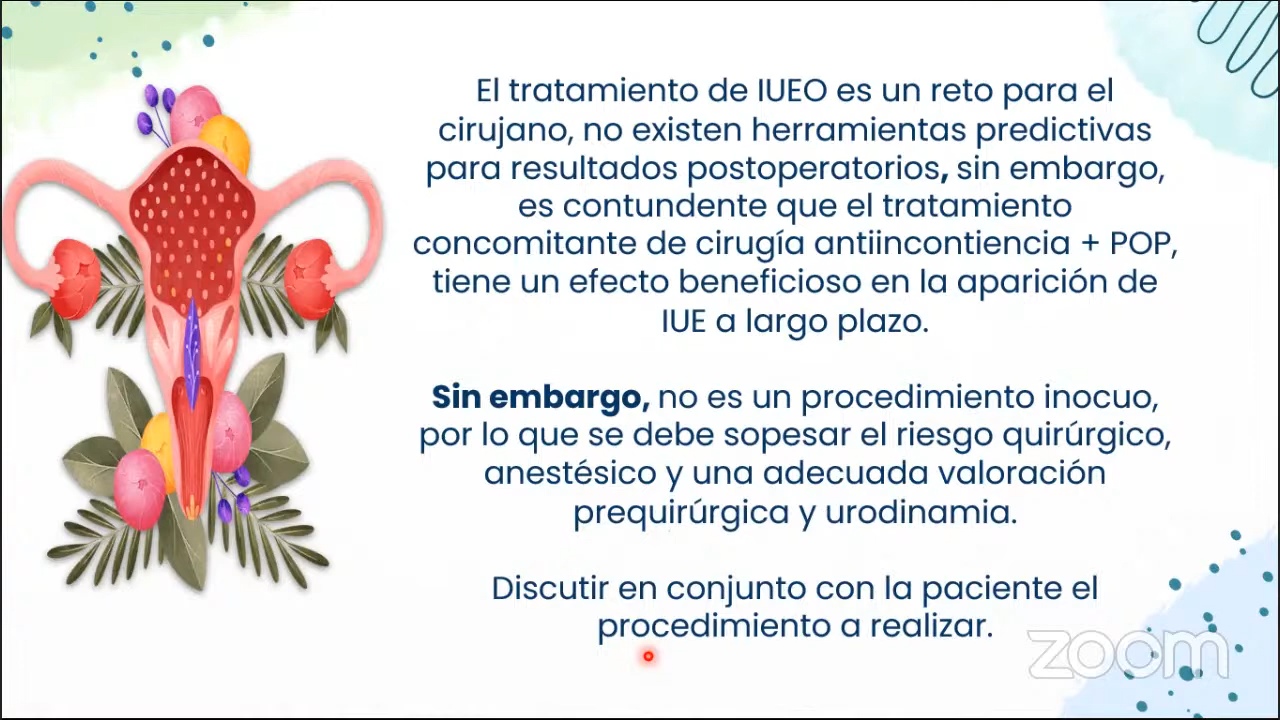 El tratamiento de IUEO es un reto para el
cirujano, no existen herramientas predictivas
para resultados postoperatorios, sin embargo,
es contundente que el tratamiento
concomitante de cirugía antiincontiencia + POP,
tiene un efecto beneficioso en la aparición de
IUE a largo plazo.
Sin embargo, no es un procedimiento inocuo,
por lo que se debe sopesar el riesgo quirúrgico,
anestésico y una adecuada valoración
prequirúrgica y urodinamia.
Discutir en conjunto con la paciente el
procedimiento a realizar.
zoom